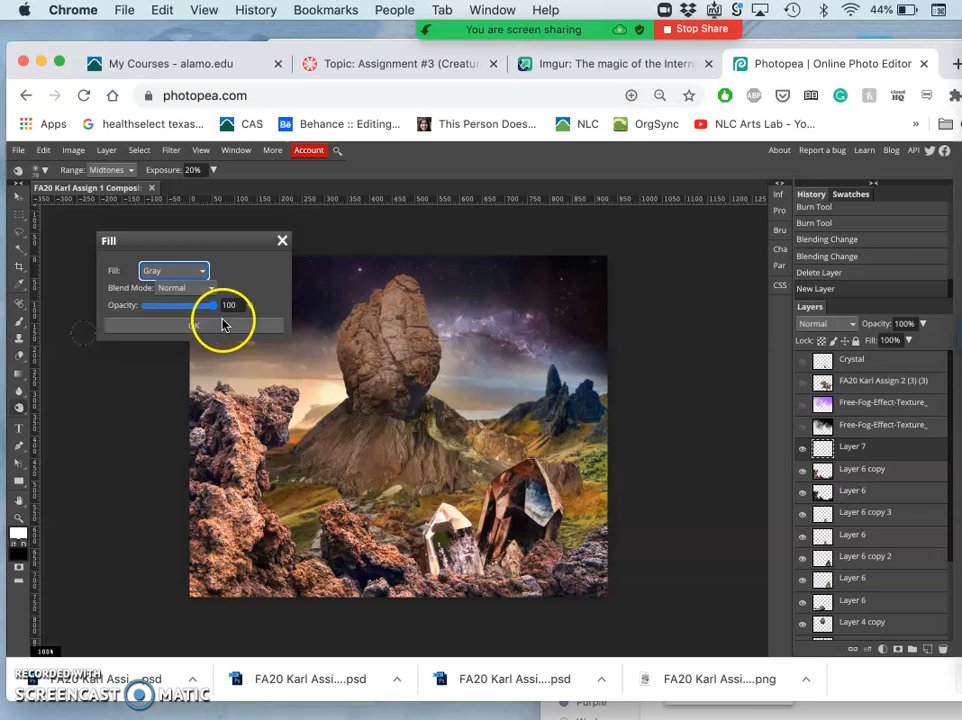 Chrome File Edit View History Bookmarks People Tab Window Help 44%
You are screen sharing Stop Share
My Courses - alamo.edu × Topic: Assignment #3 (Creatur × Imgur: The magic of the Intern × Photopea | Online Photo Editor ×
photopea.com
Apps healthselect texas... CAS Behance :: Editing... This Person Does... NLC OrgSync NLC Arts Lab - Yo... »
File Edit Image Layer Select Filter View Window More Account About Report a bug Learn Blog API
Range: Midtones Exposure: 20%
FA20 Karl Assign 1 Composi ×
Inf
Pro
Bru
Cha
Par
CSS
History Swatches
Burn Tool
Burn Tool
Blending Change
Blending Change
Delete Layer
New Layer
Layers
Normal Opacity: 100%
Lock: Fill: 100%
Crystal
FA20 Karl Assign 2 (3) (3)
Free-Fog-Effect-Texture_
Free-Fog-Effect-Texture_
Layer 7
Layer 6 copy
Layer 6
Layer 6 copy 3
Layer 6
Layer 6 copy 2
Layer 6
Layer 6
Layer 4 copy
Fill
Fill: Gray
Blend Mode: Normal
Opacity: 100
OK
100%
FA20 Karl Assi....psd FA20 Karl Assi....psd FA20 Karl Assi....psd FA20 Karl Assi....png
RECORDED WITH
SCREENCAST MATIC
Purple